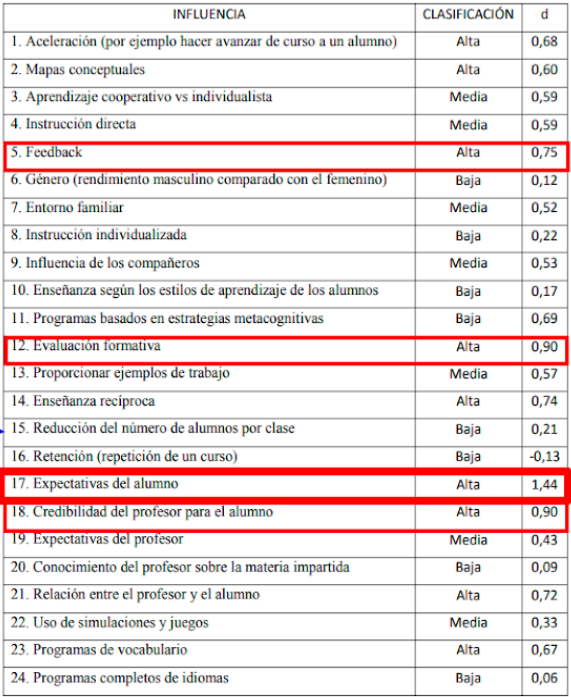 INFLUENCIA CLASIFICACIÓN d
1. Aceleración (por ejemplo hacer avanzar de curso a un alumno) Alta 0,68
2. Mapas conceptuales Alta 0,60
3. Aprendizaje cooperativo vs individualista Media 0,59
4. Instrucción directa Media 0,59
5. Feedback Alta 0,75
6. Género (rendimiento masculino comparado con el femenino) Baja 0,12
7. Entorno familiar Media 0,52
8. Instrucción individualizada Baja 0,22
9. Influencia de los compañeros Media 0,53
10. Enseñanza según los estilos de aprendizaje de los alumnos Baja 0,17
11. Programas basados en estrategias metacognitivas Baja 0,69
12. Evaluación formativa Alta 0,90
13. Proporcionar ejemplos de trabajo Media 0,57
14. Enseñanza recíproca Alta 0,74
15. Reducción del número de alumnos por clase Baja 0,21
16. Retención (repetición de un curso) Baja -0,13
17. Expectativas del alumno Alta 1,44
18. Credibilidad del profesor para el alumno Alta 0,90
19. Expectativas del profesor Media 0,43
20. Conocimiento del profesor sobre la materia impartida Baja 0,09
21. Relación entre el profesor y el alumno Alta 0,72
22. Uso de simulaciones y juegos Media 0,33
23. Programas de vocabulario Alta 0,67
24. Programas completos de idiomas Baja 0,06